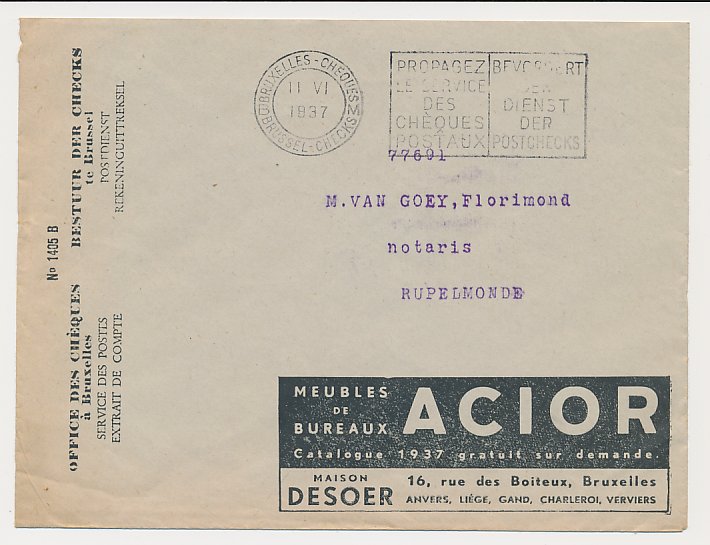 OFFICE DES CHÈQUES
à Bruxelles
SERVICE DES POSTES
EXTRAIT DE COMPTE
Nº 1405 B
BESTUUR DER CHECKS
te Brussel
POSTDIENST
REKENINGUITTREKSEL
BRUXELLES-CHÈQUES
11 VI
1937
BRUSSEL-CHECKS
PROPAGEZ
LE SERVICE
DES
CHÈQUES
POSTAUX
BEVORDERT
DEN
DIENST
DER
POSTCHECKS
77691
M.VAN GOEY,Florimond
notaris
RUPELMONDE
MEUBLES
DE
BUREAUX
ACIOR
Catalogue 1937 gratuit sur demande.
MAISON
DESOER
16, rue des Boiteux, Bruxelles
ANVERS, LIÉGE, GAND, CHARLEROI, VERVIERS